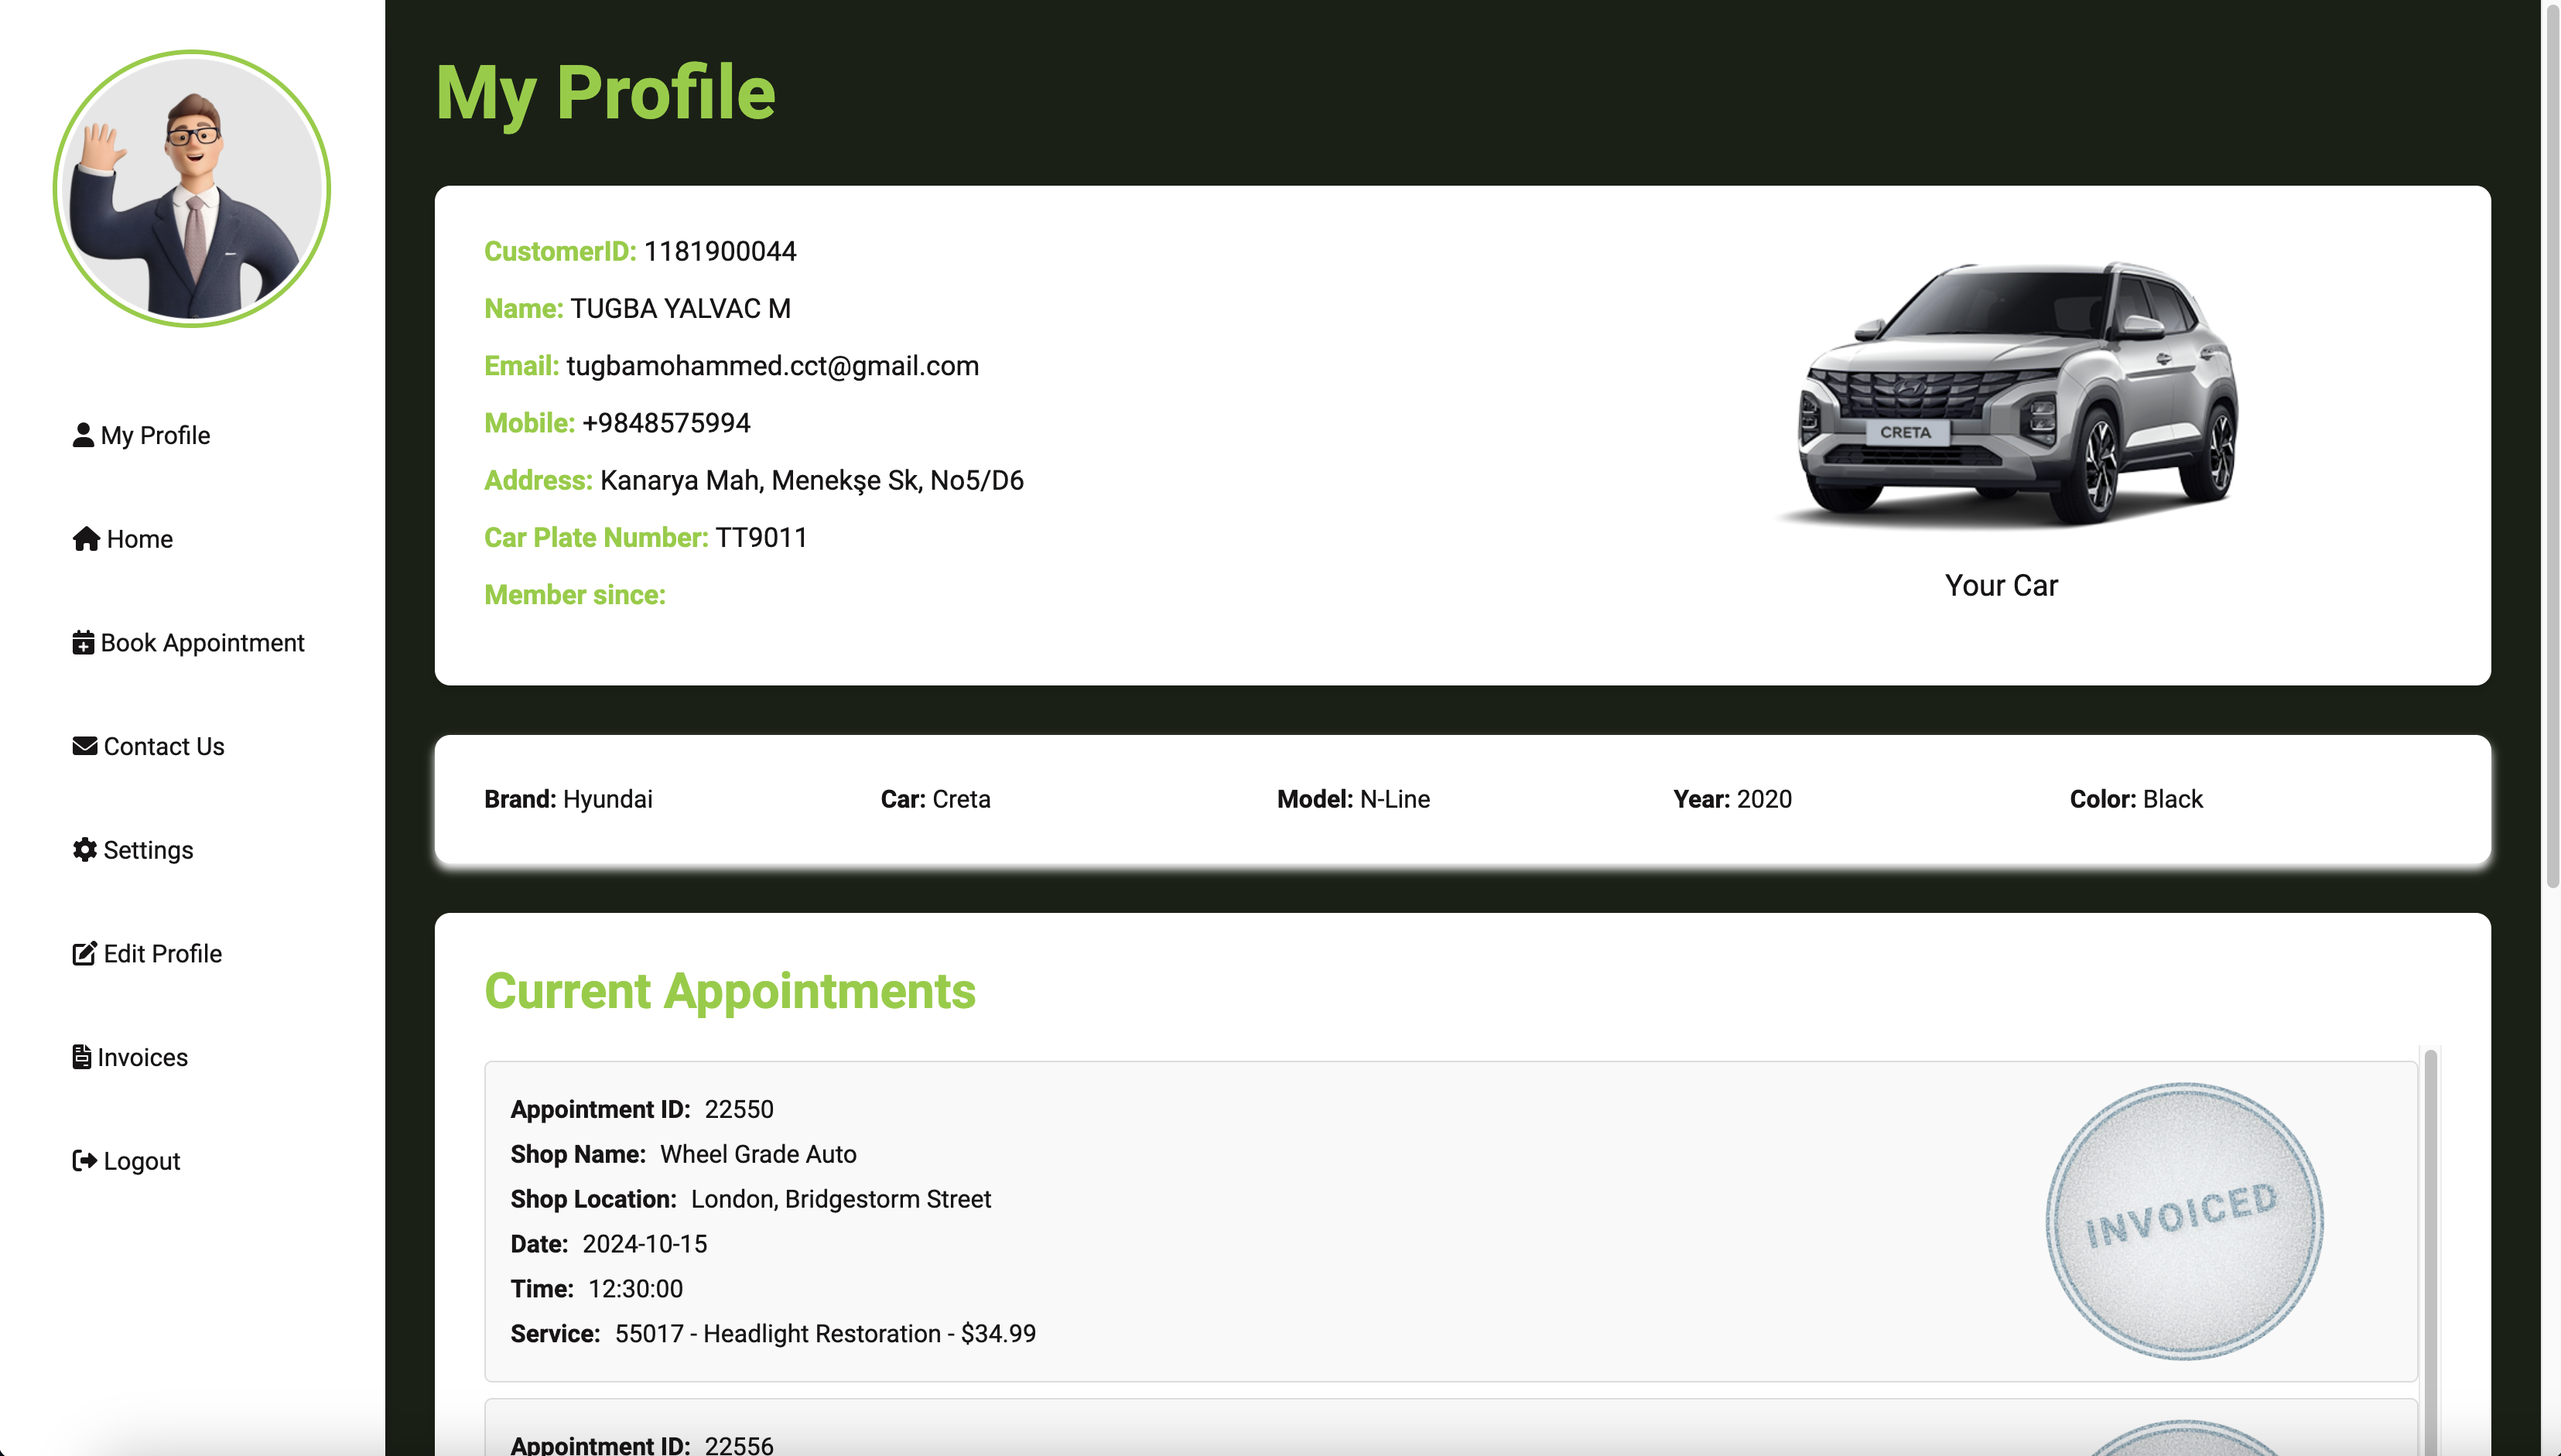 My Profile
Home
Book Appointment
Contact Us
Settings
Edit Profile
Invoices
Logout
My Profile
CustomerID: 1181900044
Name: TUGBA YALVAC M
Email: tugbamohammed.cct@gmail.com
Mobile: +9848575994
Address: Kanarya Mah, Menekşe Sk, No5/D6
Car Plate Number: TT9011
Member since:
CRETA
Your Car
Brand: Hyundai
Car: Creta
Model: N-Line
Year: 2020
Color: Black
Current Appointments
Appointment ID: 22550
Shop Name: Wheel Grade Auto
Shop Location: London, Bridgestorm Street
Date: 2024-10-15
Time: 12:30:00
Service: 55017 - Headlight Restoration - $34.99
INVOICED
Appointment ID: 22556